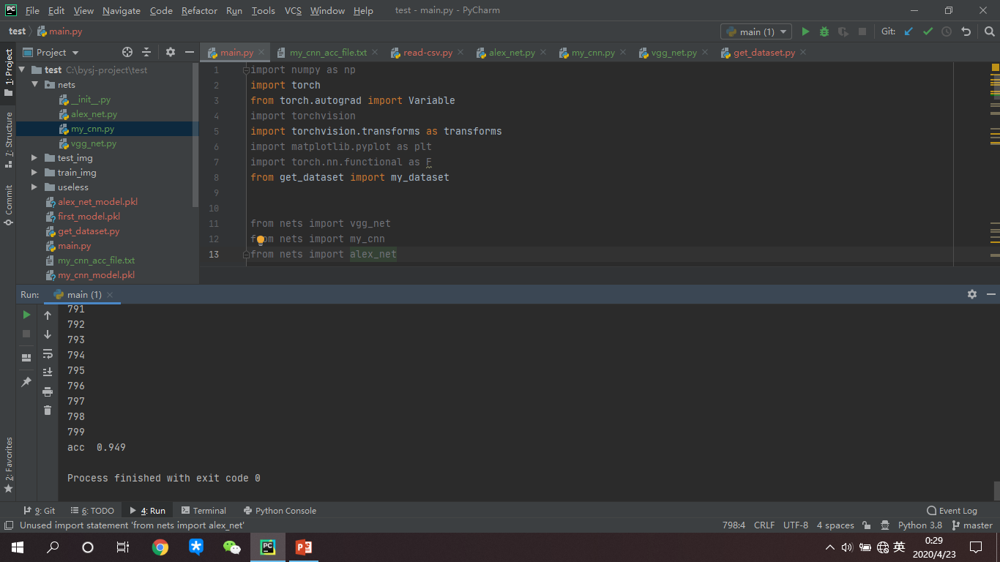 File Edit View Navigate Code Refactor Run Tools VCS Window Help test - main.py - PyCharm
test main.py main (1) Git:
Project main.py my_cnn_acc_file.txt read-csv.py alex_net.py my_cnn.py vgg_net.py get_dataset.py
1: Project
7: Structure
Commit
2: Favorites
test C:\bysj-project\test
nets
__init__.py
alex_net.py
my_cnn.py
vgg_net.py
test_img
train_img
useless
alex_net_model.pkl
first_model.pkl
get_dataset.py
main.py
my_cnn_acc_file.txt
my_cnn_model.pkl
1 import numpy as np
2 import torch
3 from torch.autograd import Variable
4 import torchvision
5 import torchvision.transforms as transforms
6 import matplotlib.pyplot as plt
7 import torch.nn.functional as F
8 from get_dataset import my_dataset
9
10
11 from nets import vgg_net
12 from nets import my_cnn
13 from nets import alex_net
Run: main (1)
791
792
793
794
795
796
797
798
799
acc 0.949
Process finished with exit code 0
9: Git 6: TODO 4: Run Terminal Python Console Event Log
Unused import statement 'from nets import alex_net' 798:4 CRLF UTF-8 4 spaces Python 3.8 master
英 0:29
2020/4/23